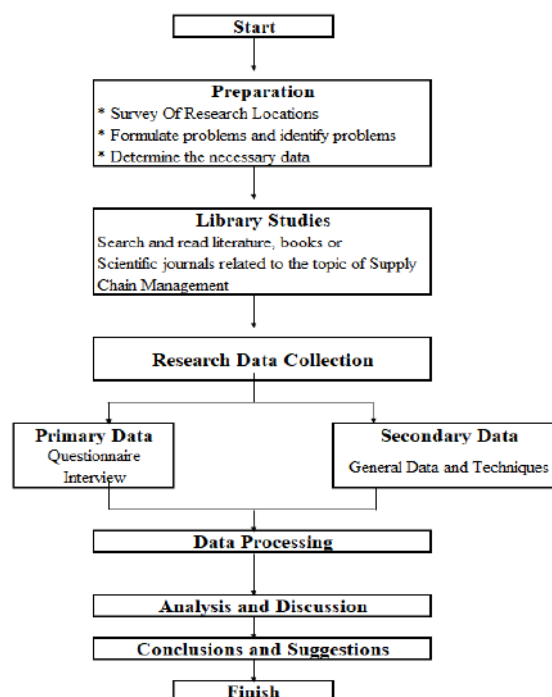 Start
Preparation
* Survey Of Research Locations
* Formulate problems and identify problems
* Determine the necessary data
Library Studies
Search and read literature, books or
Scientific journals related to the topic of Supply
Chain Management
Research Data Collection
Primary Data
Questionnaire
Interview
Secondary Data
General Data and Techniques
Data Processing
Analysis and Discussion
Conclusions and Suggestions
Finish